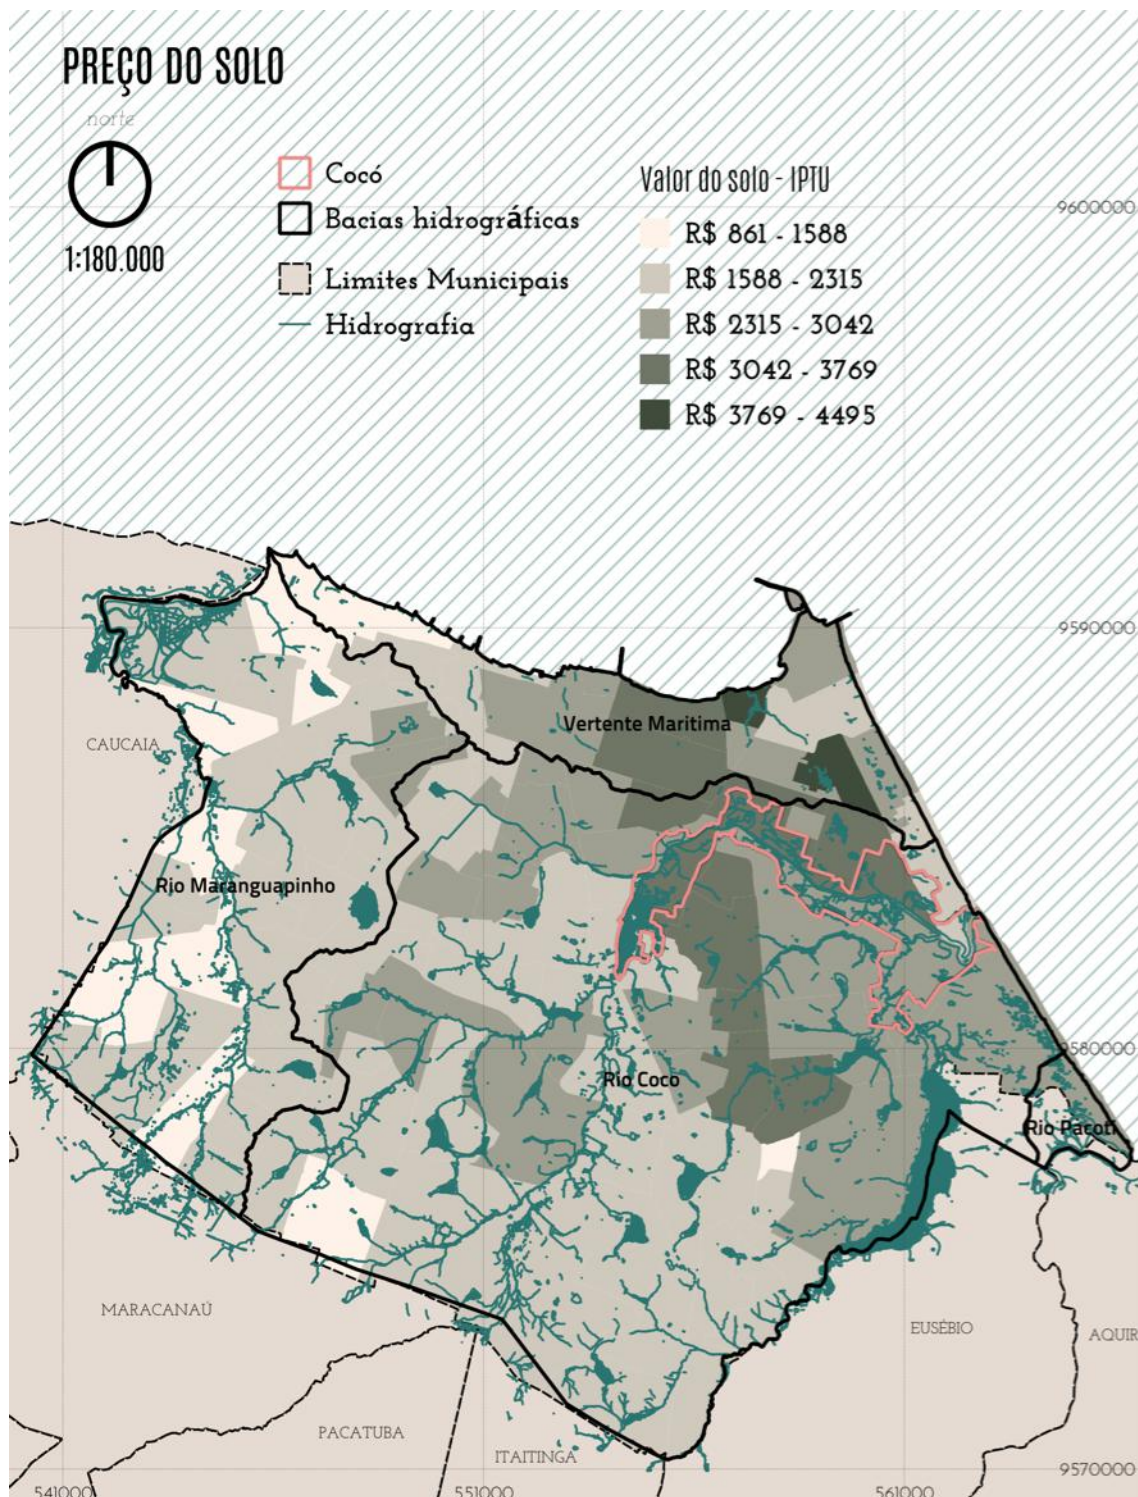 PREÇO DO SOLO
norte
1:180.000
Cocó
Bacias hidrográficas
Limites Municipais
Hidrografia
Valor do solo - IPTU
R$ 861 - 1588
R$ 1588 - 2315
R$ 2315 - 3042
R$ 3042 - 3769
R$ 3769 - 4495
9600000
9590000
Vertente Maritima
CAUCAIA
Rio Maranguapinho
9580000
Rio Coco
Rio Pacoti
MARACANAÚ
EUSÉBIO
AQUIR
PACATUBA
ITAITINGA
9570000
541000
551000
561000